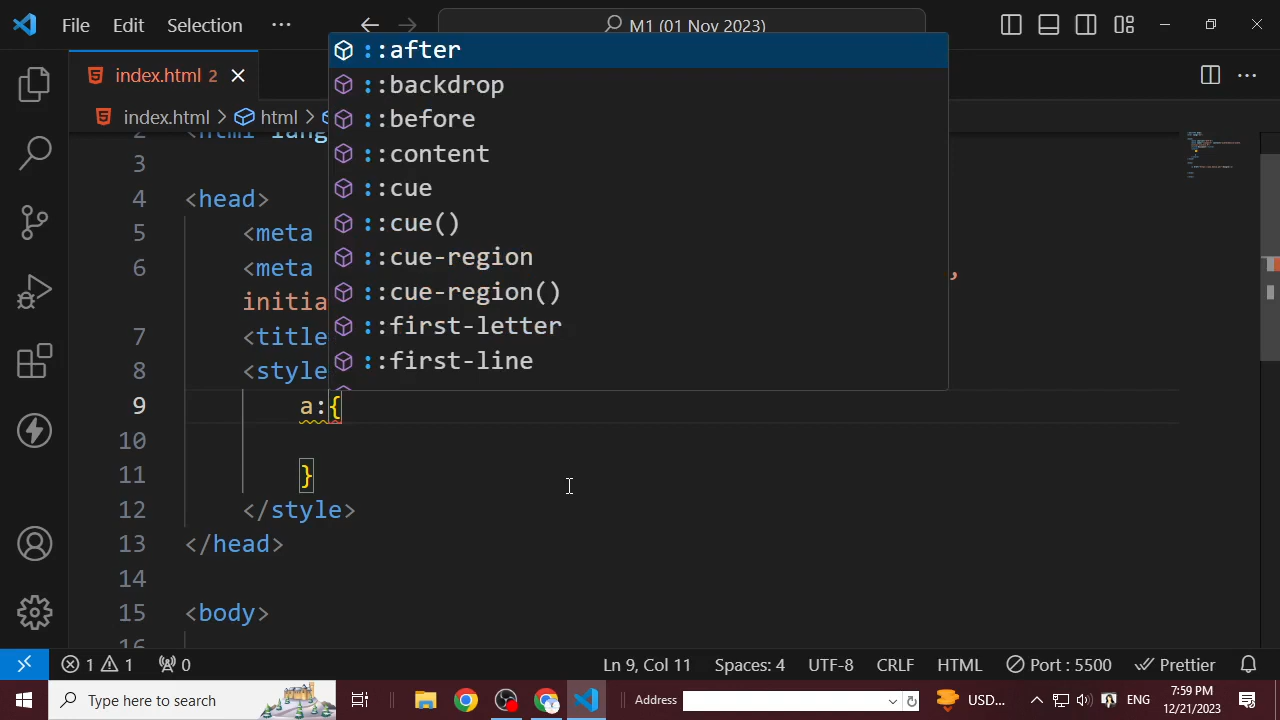 File Edit Selection ··· M1 (01 Nov 2023)
index.html 2
index.html html
::after
::backdrop
::before
::content
::cue
::cue()
::cue-region
::cue-region()
::first-letter
::first-line
2 <html lang
3
4 <head>
5 <meta
6 <meta ,
initia
7 <title
8 <style
9 a:{
10
11 }
12 </style>
13 </head>
14
15 <body>
16
1 1 0 Ln 9, Col 11 Spaces: 4 UTF-8 CRLF HTML Port : 5500 Prettier
Type here to search Address USD... ENG 7:59 PM
12/21/2023